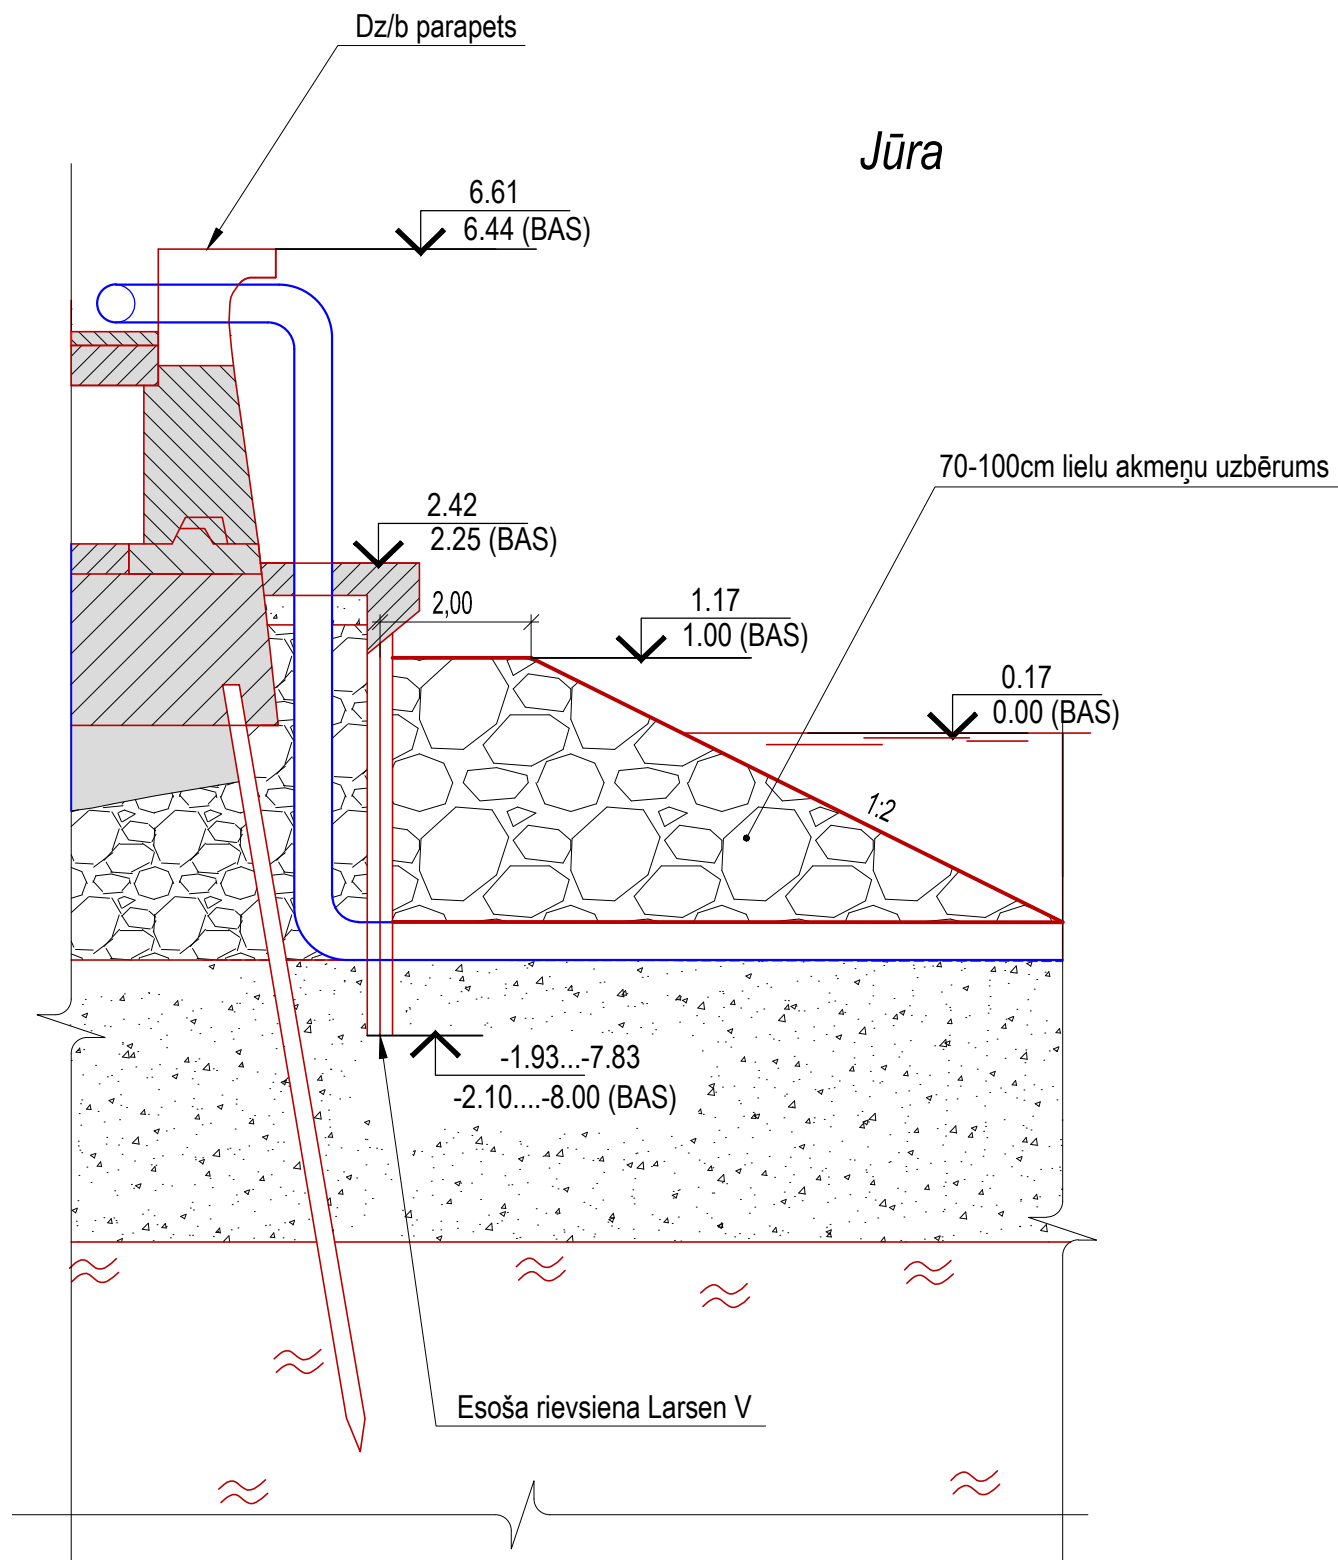 Dz/b parapets
Jūra
6.61
6.44 (BAS)
70-100cm lielu akmeņu uzbērums
2.42
2.25 (BAS)
2,00
1.17
1.00 (BAS)
0.17
0.00 (BAS)
1:2
-1.93...-7.83
-2.10....-8.00 (BAS)
Esoša rievsiena Larsen V